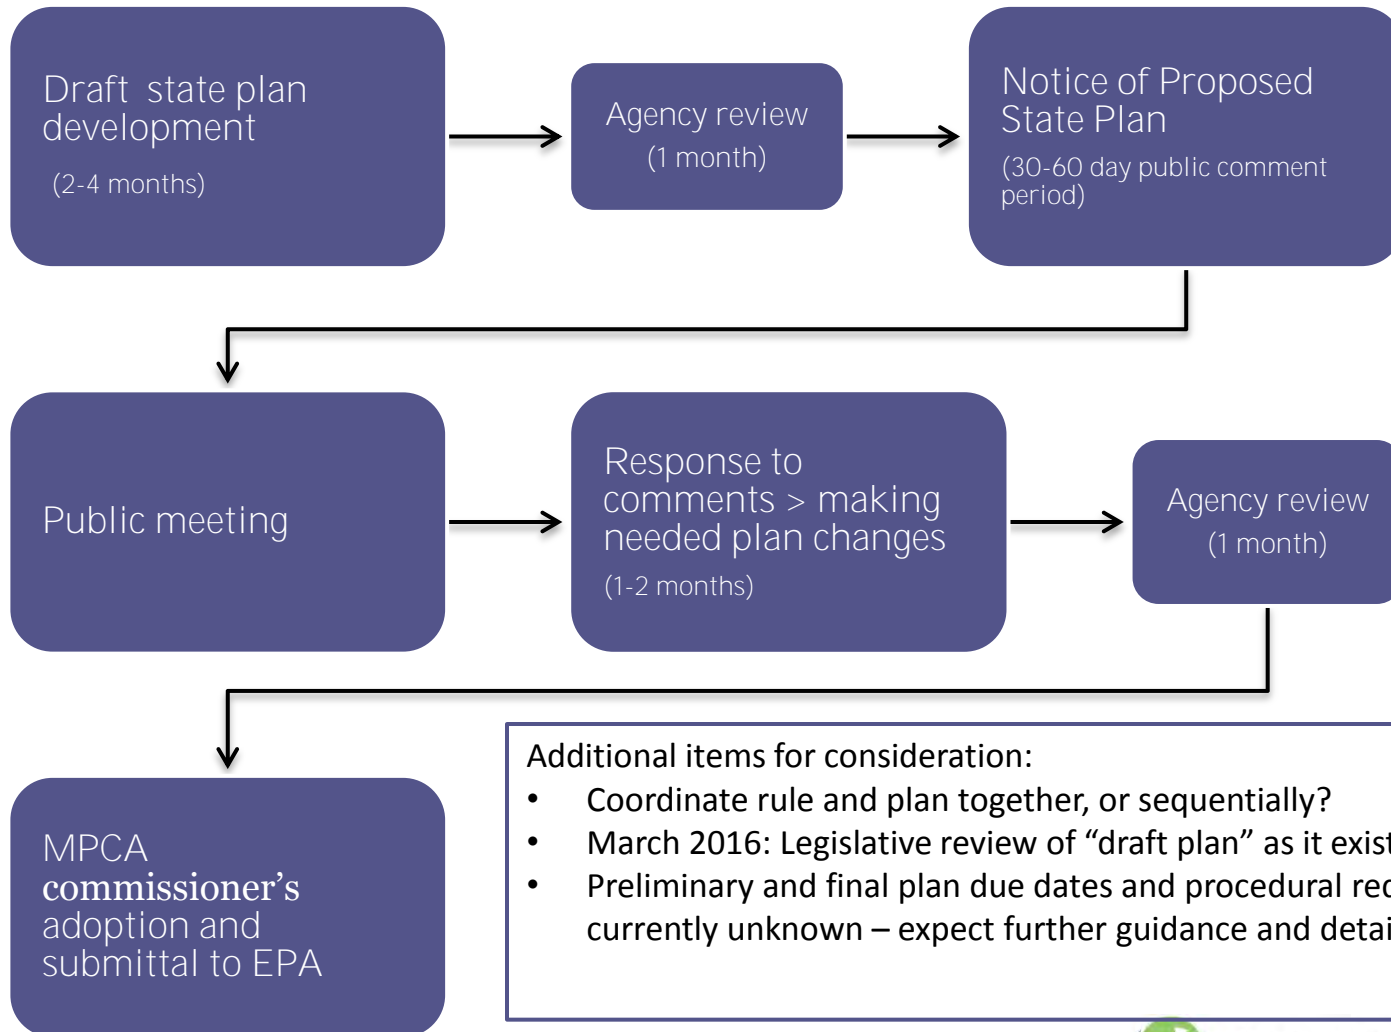 Draft state plan
development
(2-4 months)
Agency review
(1 month)
Notice of Proposed
State Plan
(30-60 day public comment
period)
Public meeting
Response to
comments > making
needed plan changes
(1-2 months)
Agency review
(1 month)
MPCA
commissioner’s
adoption and
submittal to EPA
Additional items for consideration:
• Coordinate rule and plan together, or sequentially?
• March 2016: Legislative review of “draft plan” as it
• Preliminary and final plan due dates and procedural
currently unknown – expect further guidance and